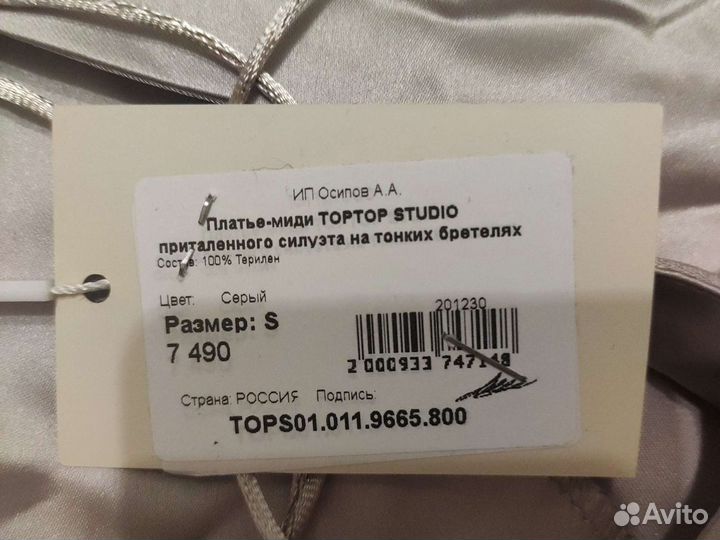 ИП Осипов А.А.
Платье-миди TOPTOP STUDIO
приталенного силуэта на тонких бретелях
Состав: 100% Терилен
Цвет: Серый
201230
Размер: S
7 490
2 000933 747148
Страна: РОССИЯ Подпись:
TOPS01.011.9665.800
Avito